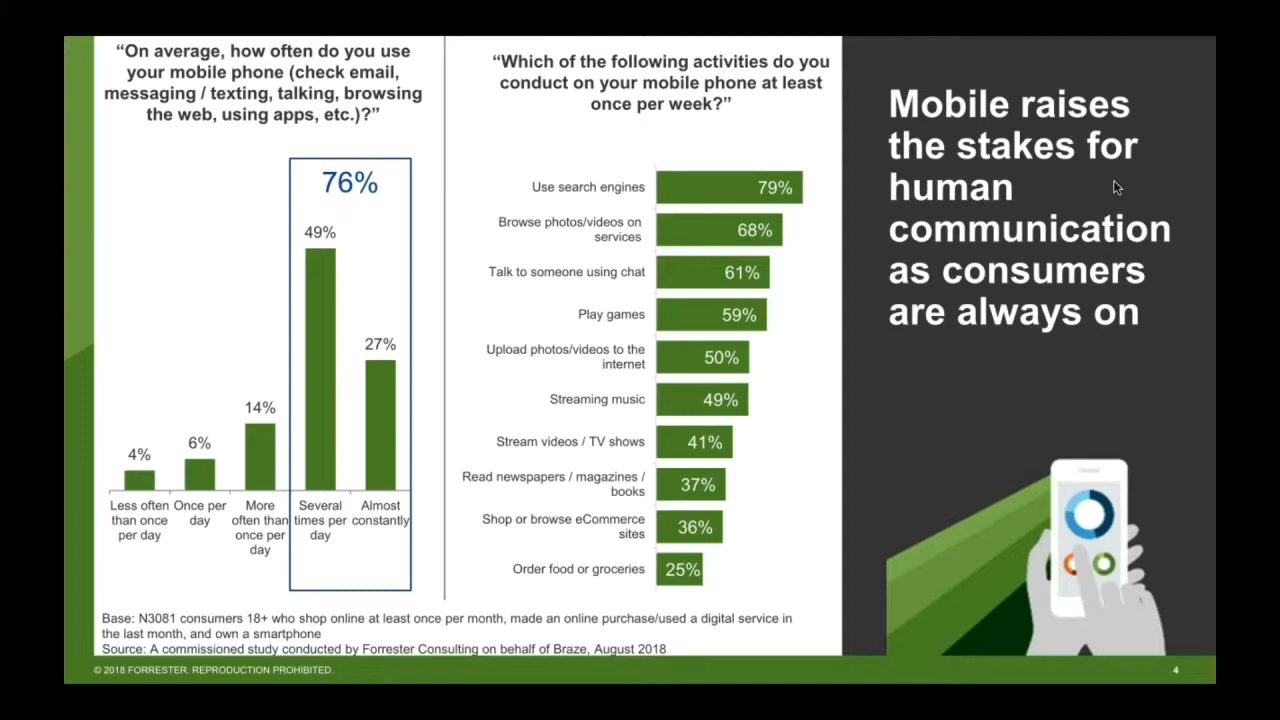 “On average, how often do you use
your mobile phone (check email,
messaging / texting, talking, browsing
the web, using apps, etc.)?”
76%
49%
27%
14%
6%
4%
Less often
than once
per day
Once per
day
More
often than
once per
day
Several
times per
day
Almost
constantly
“Which of the following activities do you
conduct on your mobile phone at least
once per week?”
Use search engines
79%
Browse photos/videos on
services
68%
Talk to someone using chat
61%
Play games
59%
Upload photos/videos to the
internet
50%
Streaming music
49%
Stream videos / TV shows
41%
Read newspapers / magazines /
books
37%
Shop or browse eCommerce
sites
36%
Order food or groceries
25%
Base: N3081 consumers 18+ who shop online at least once per month, made an online purchase/used a digital service in
the last month, and own a smartphone
Source: A commissioned study conducted by Forrester Consulting on behalf of Braze, August 2018
Mobile raises
the stakes for
human
communication
as consumers
are always on
© 2018 FORRESTER. REPRODUCTION PROHIBITED.
4